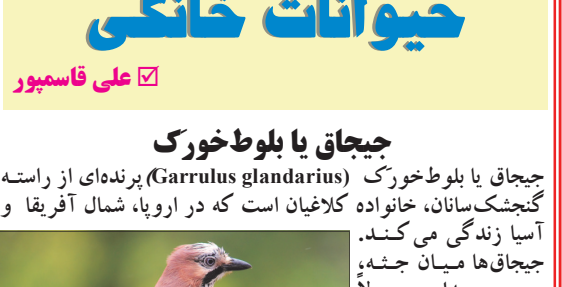 حیوانات خانگی
علی قاسمپور
جیجاق یا بلوط‌خورَک
جیجاق یا بلوط‌خورَک (Garrulus glandarius) پرنده‌ای از راسته
گنجشک‌سانان، خانواده کلاغیان است که در اروپا، شمال آفریقا و
آسیا زندگی می کند.
جیجاق‌ها میان جثه،